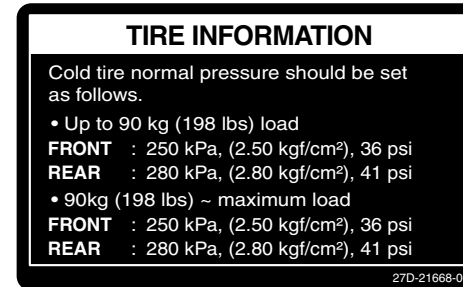 TIRE INFORMATION
Cold tire normal pressure should be set
as follows.
• Up to 90 kg (198 lbs) load
FRONT : 250 kPa, (2.50 kgf/cm²), 36 psi
REAR : 280 kPa, (2.80 kgf/cm²), 41 psi
• 90kg (198 lbs) ~ maximum load
FRONT : 250 kPa, (2.50 kgf/cm²), 36 psi
REAR : 280 kPa, (2.80 kgf/cm²), 41 psi
27D-21668-0